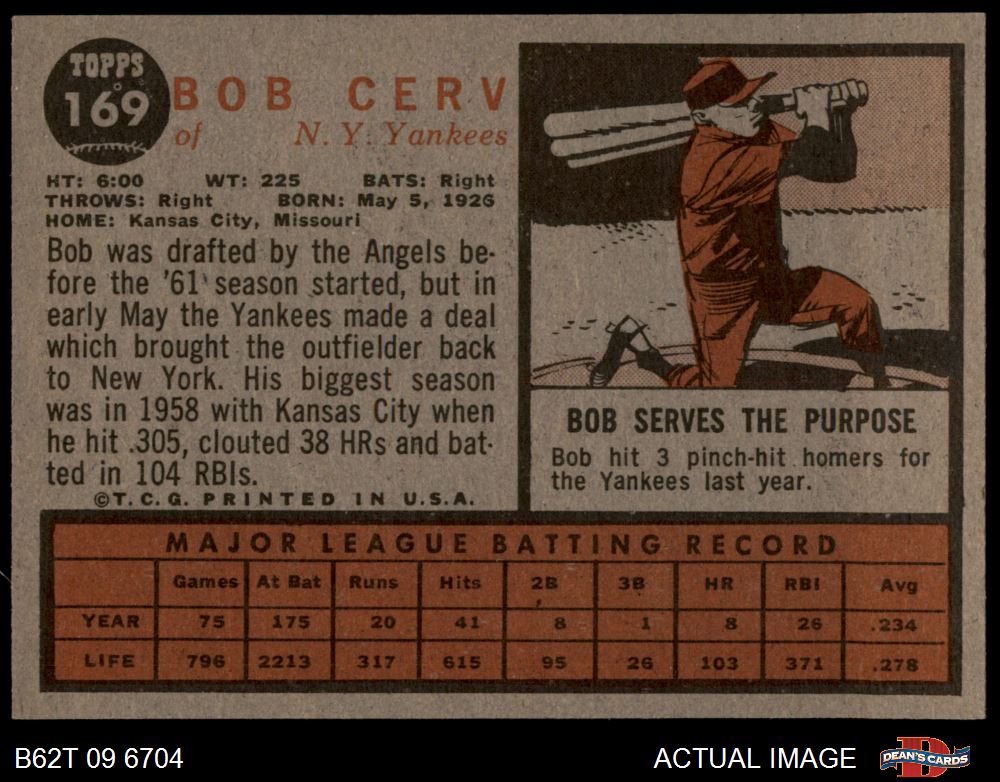 TOPPS
169
BOB CERV
of N. Y. Yankees
HT: 6:00 WT: 225 BATS: Right
THROWS: Right BORN: May 5, 1926
HOME: Kansas City, Missouri
Bob was drafted by the Angels be-
fore the '61 season started, but in
early May the Yankees made a deal
which brought the outfielder back
to New York. His biggest season
was in 1958 with Kansas City when
he hit .305, clouted 38 HRs and bat-
ted in 104 RBIs.
©T.C.G. PRINTED IN U.S.A.
BOB SERVES THE PURPOSE
Bob hit 3 pinch-hit homers for
the Yankees last year.
MAJOR LEAGUE BATTING RECORD
Games At Bat Runs Hits 2B 3B HR RBI Avg
YEAR 75 175 20 41 8 1 8 26 .234
LIFE 796 2213 317 615 95 26 103 371 .278
B62T 09 6704
ACTUAL IMAGE
DEAN'S CARDS